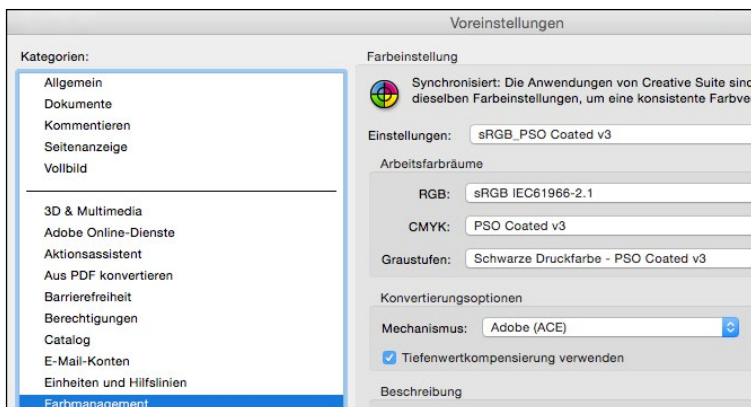 Voreinstellungen
Kategorien:
Allgemein
Dokumente
Kommentieren
Seitenanzeige
Vollbild
3D & Multimedia
Adobe Online-Dienste
Aktionsassistent
Aus PDF konvertieren
Barrierefreiheit
Berechtigungen
Catalog
E-Mail-Konten
Einheiten und Hilfslinien
Farbmanagement
Farbeinstellung
Synchronisiert: Die Anwendungen von Creative Suite sind
dieselben Farbeinstellungen, um eine konsistente Farbve
Einstellungen: sRGB_PSO Coated v3
Arbeitsfarbräume
RGB: sRGB IEC61966-2.1
CMYK: PSO Coated v3
Graustufen: Schwarze Druckfarbe - PSO Coated v3
Konvertierungsoptionen
Mechanismus: Adobe (ACE)
Tiefenwertkompensierung verwenden
Beschreibung